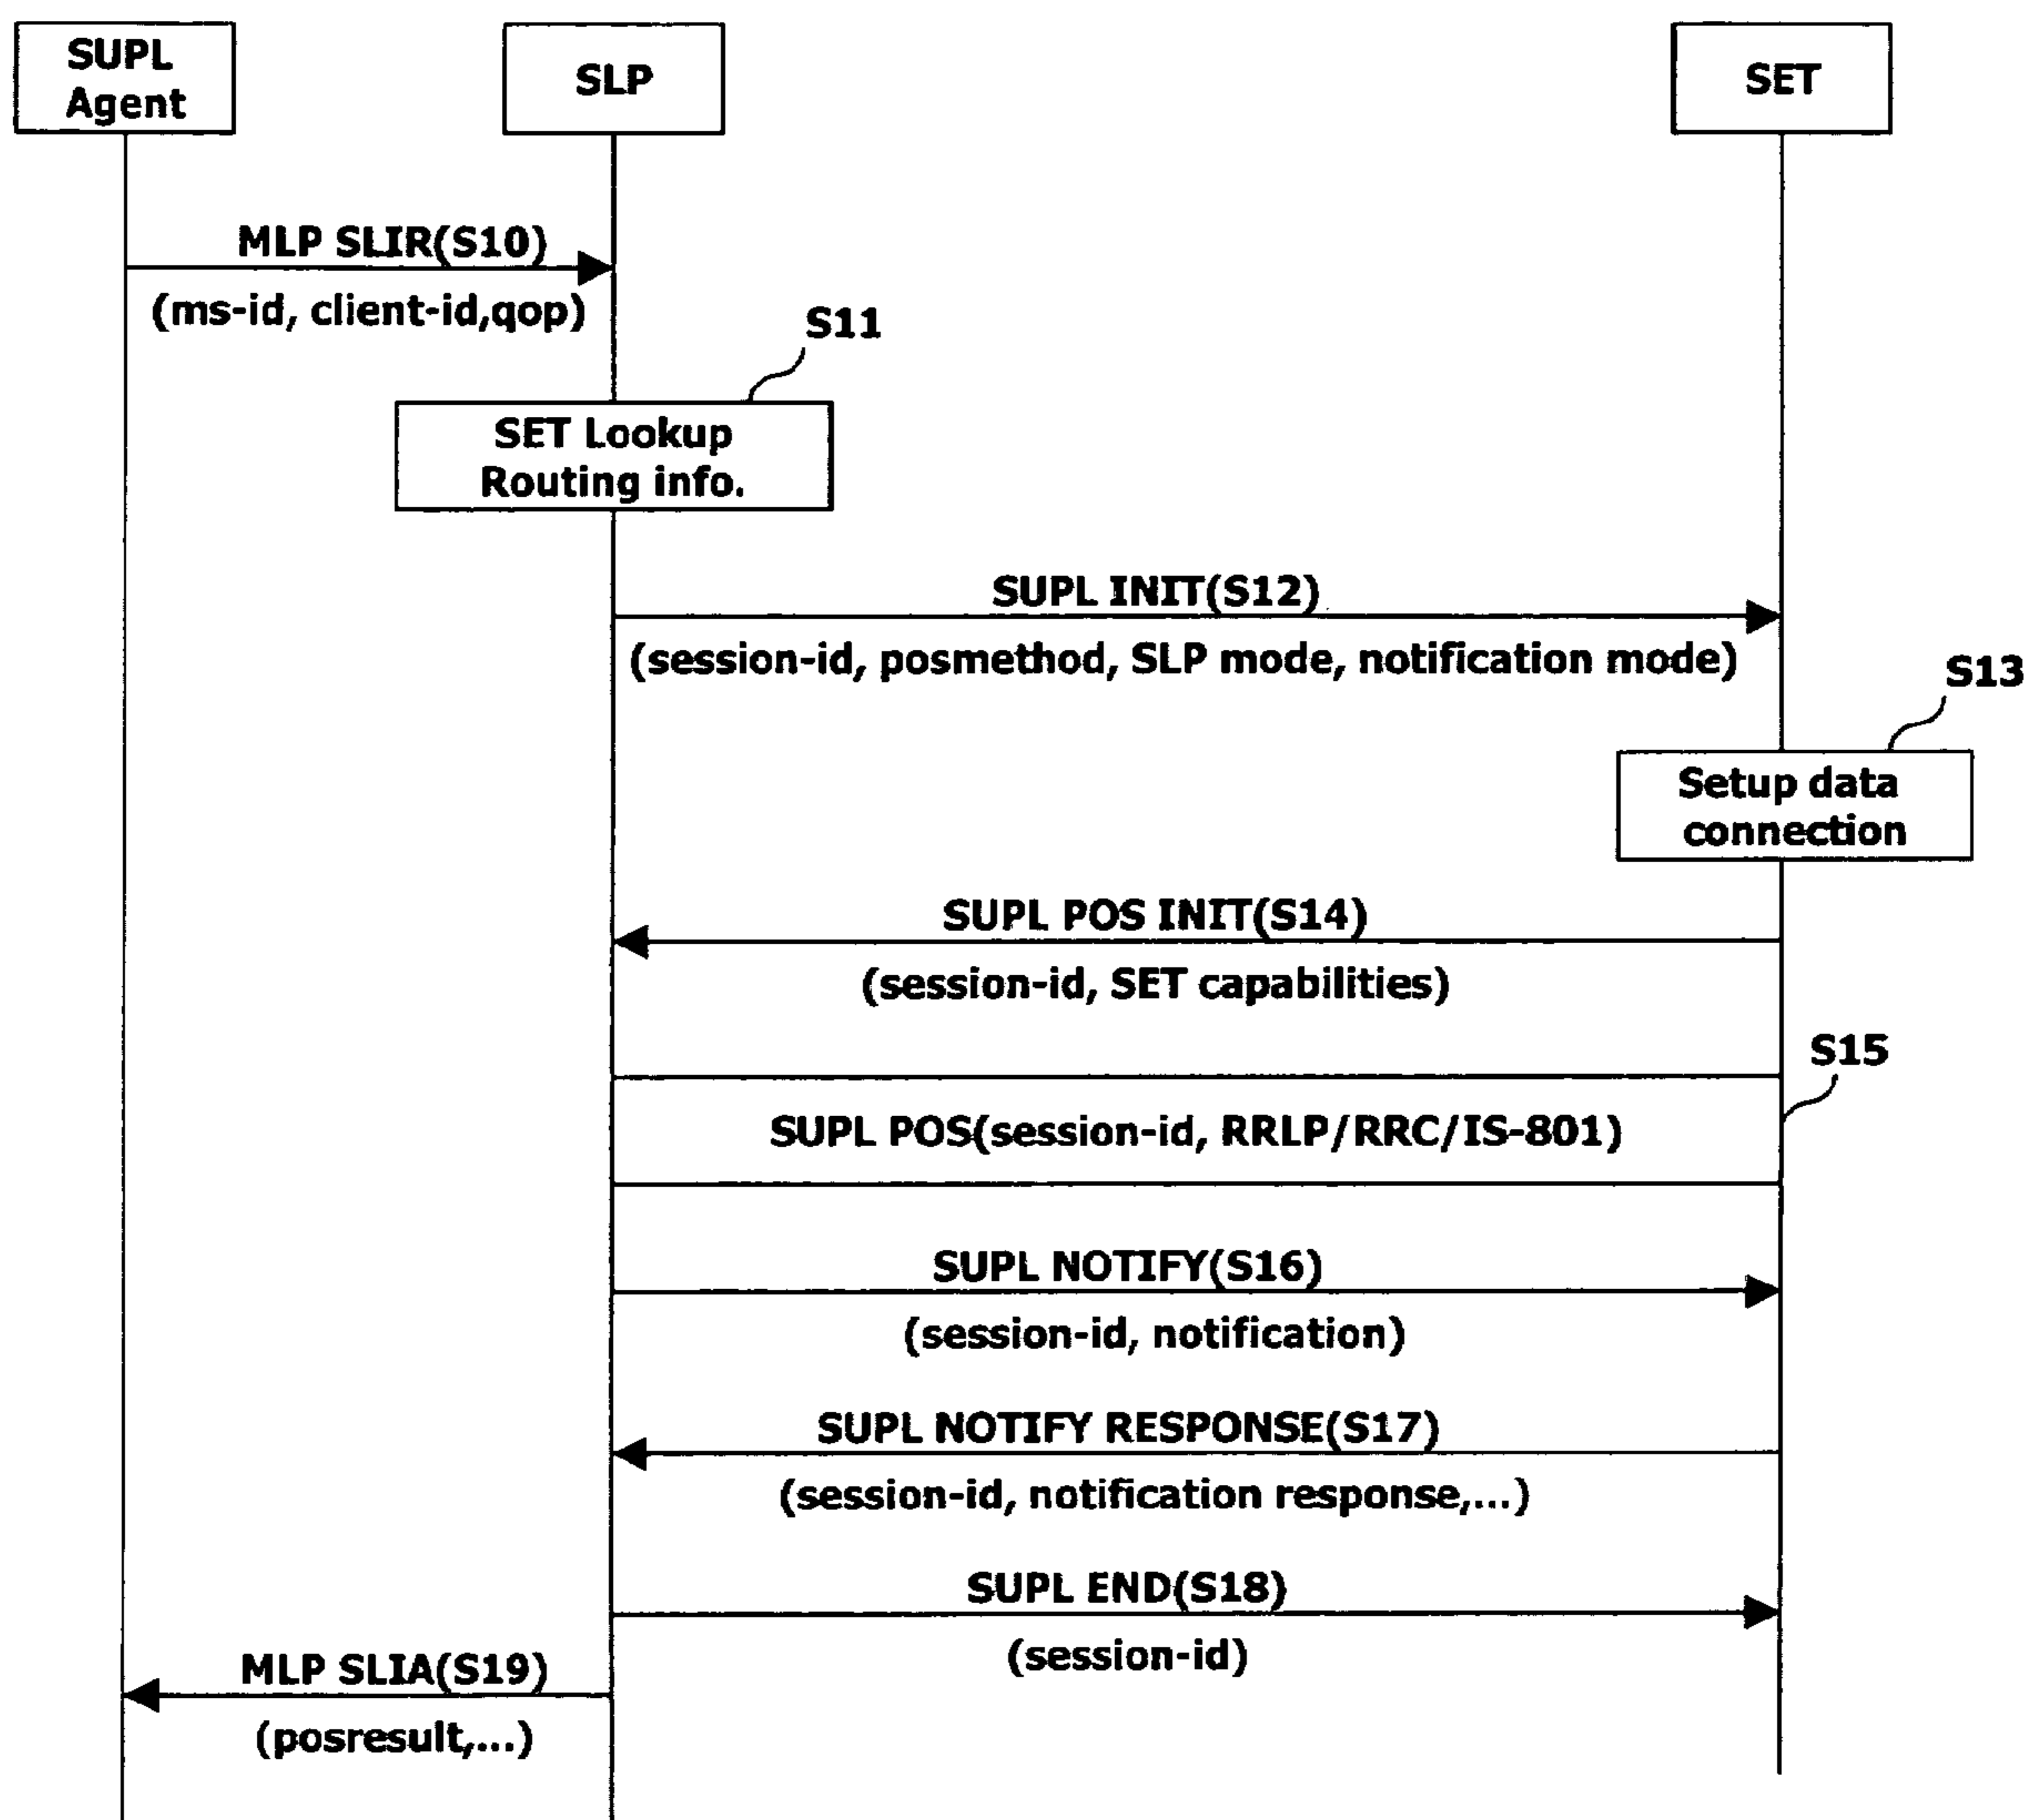 SUPL
Agent
SLP
SET
MLP SLIR(S10)
(ms-id, client-id,qop)
S11
SET Lookup
Routing info.
SUPL INIT(S12)
(session-id, posmethod, SLP mode, notification mode)
S13
Setup data
connection
SUPL POS INIT(S14)
(session-id, SET capabilities)
S15
SUPL POS(session-id, RRLP/RRC/IS-801)
SUPL NOTIFY(S16)
(session-id, notification)
SUPL NOTIFY RESPONSE(S17)
(session-id, notification response,...)
SUPL END(S18)
(session-id)
MLP SLIA(S19)
(posresult,...)